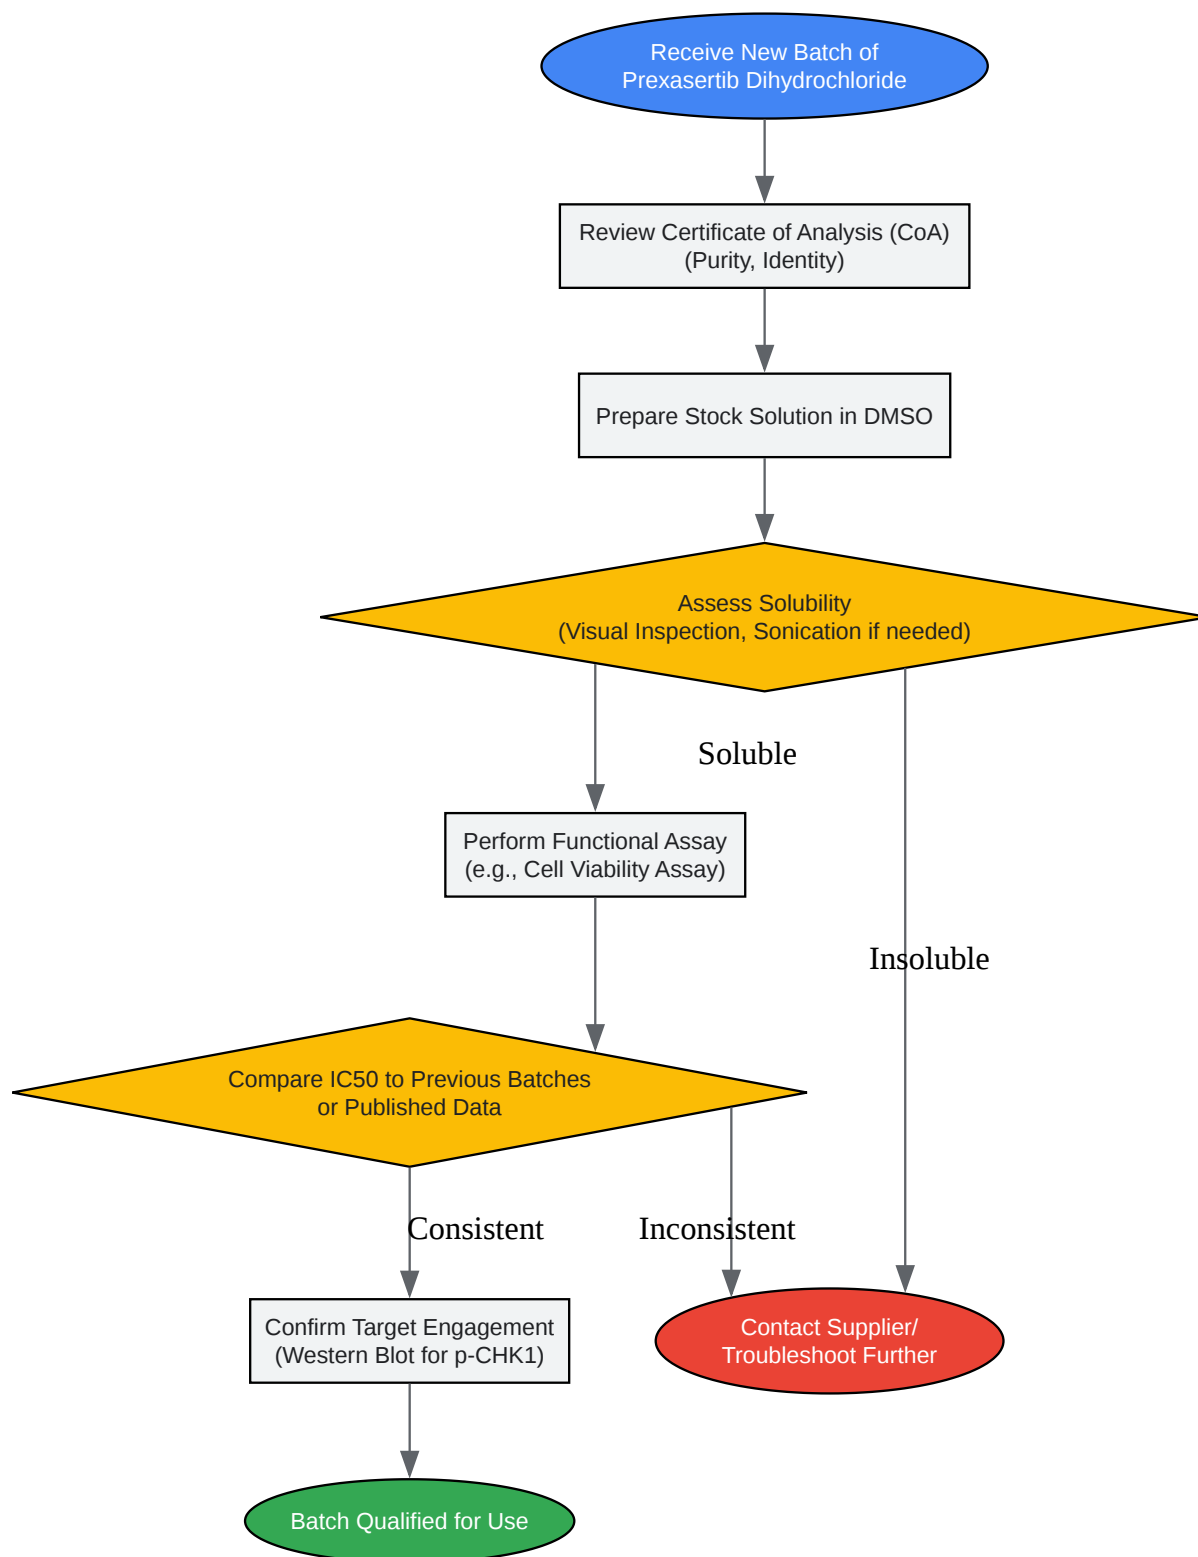 Receive New Batch of
Prexasertib Dihydrochloride
Review Certificate of Analysis (CoA)
(Purity, Identity)
Prepare Stock Solution in DMSO
Assess Solubility
(Visual Inspection, Sonication if needed)
Soluble
Perform Functional Assay
(e.g., Cell Viability Assay)
Insoluble
Compare IC50 to Previous Batches
or Published Data
Consistent
Inconsistent
Confirm Target Engagement
(Western Blot for p-CHK1)
Contact Supplier/
Troubleshoot Further
Batch Qualified for Use